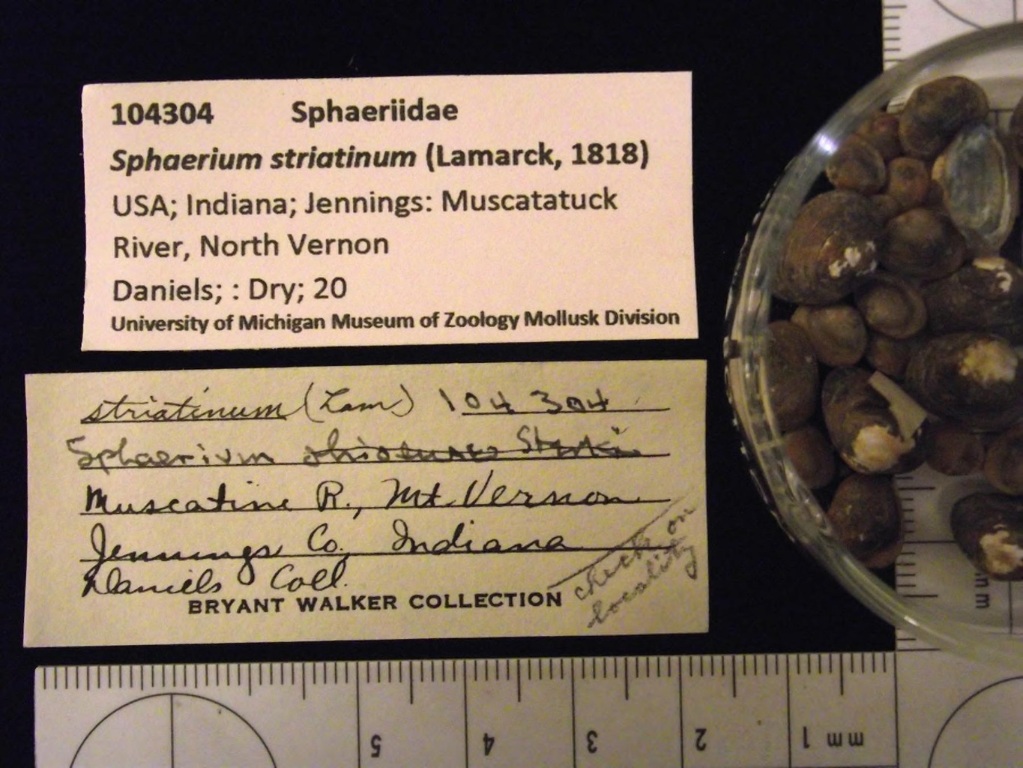 104304 Sphaeriidae
Sphaerium striatinum (Lamarck, 1818)
USA; Indiana; Jennings: Muscatatuck
River, North Vernon
Daniels; : Dry; 20
University of Michigan Museum of Zoology Mollusk Division
striatinum (Lam) 104304
Sphaerium
Muscatine R., Mt. Vernon
Jennings Co., Indiana
Daniels Coll.
BRYANT WALKER COLLECTION
check on
locality
5 4 3 2 1 mm
mm